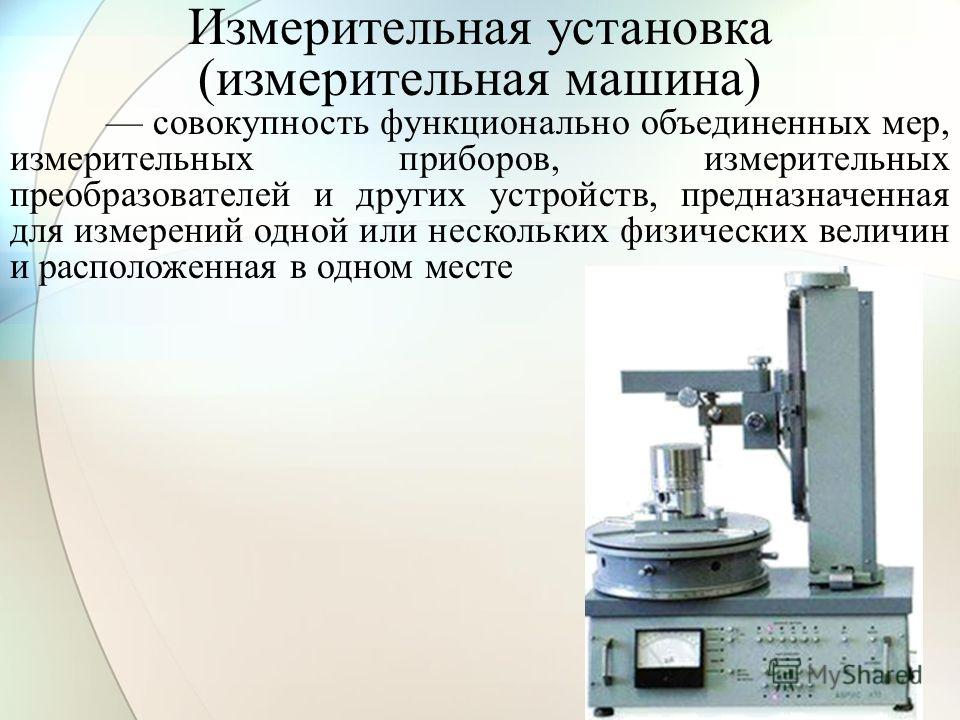 Измерительная установка
(измерительная машина)
— совокупность функционально объединенных мер,
измерительных приборов, измерительных
преобразователей и других устройств, предназначенная
для измерений одной или нескольких физических величин
и расположенная в одном месте
MyShared